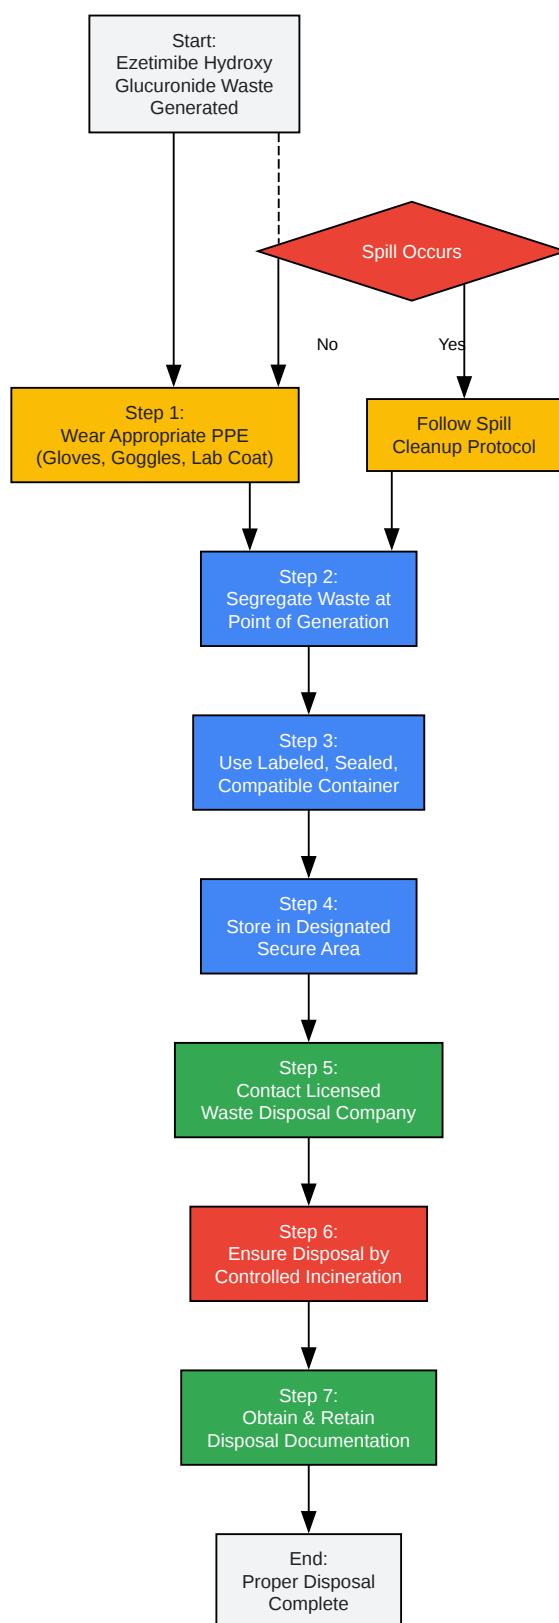 Start:
Ezetimibe Hydroxy
Glucuronide Waste
Generated
Spill Occurs
No
Yes
Step 1:
Wear Appropriate PPE
(Gloves, Goggles, Lab Coat)
Follow Spill
Cleanup Protocol
Step 2:
Segregate Waste at
Point of Generation
Step 3:
Use Labeled, Sealed,
Compatible Container
Step 4:
Store in Designated
Secure Area
Step 5:
Contact Licensed
Waste Disposal Company
Step 6:
Ensure Disposal by
Controlled Incineration
Step 7:
Obtain & Retain
Disposal Documentation
End:
Proper Disposal
Complete